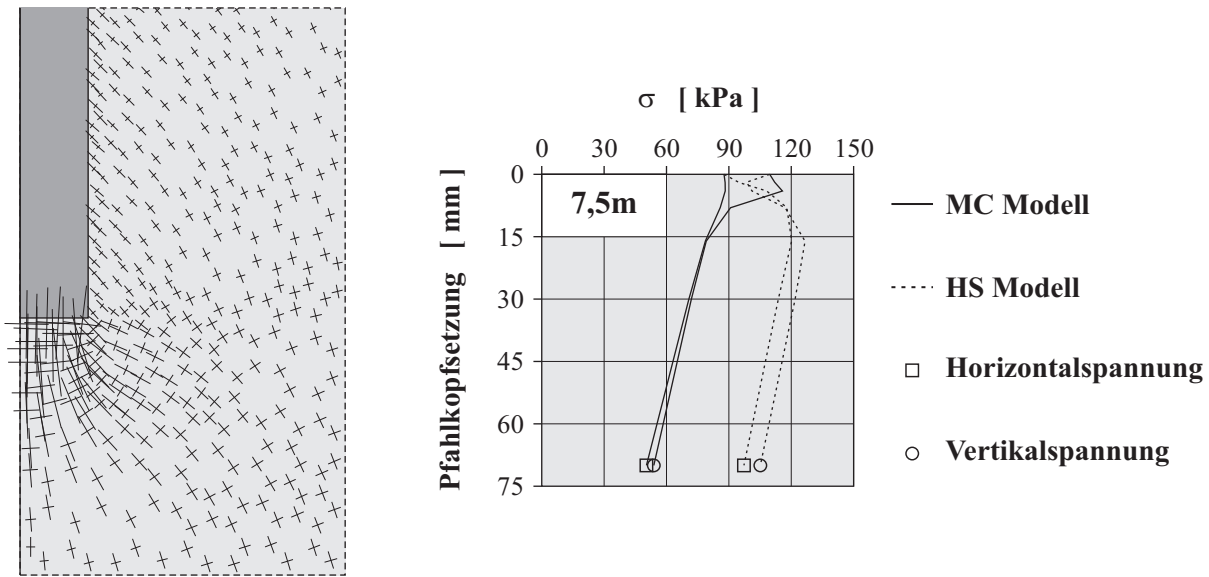 σ [ kPa ]
0 30 60 90 120 150
Pfahlkopfsetzung [ mm ]
0
15
30
45
60
75
7,5m
MC Modell
HS Modell
Horizontalspannung
Vertikalspannung